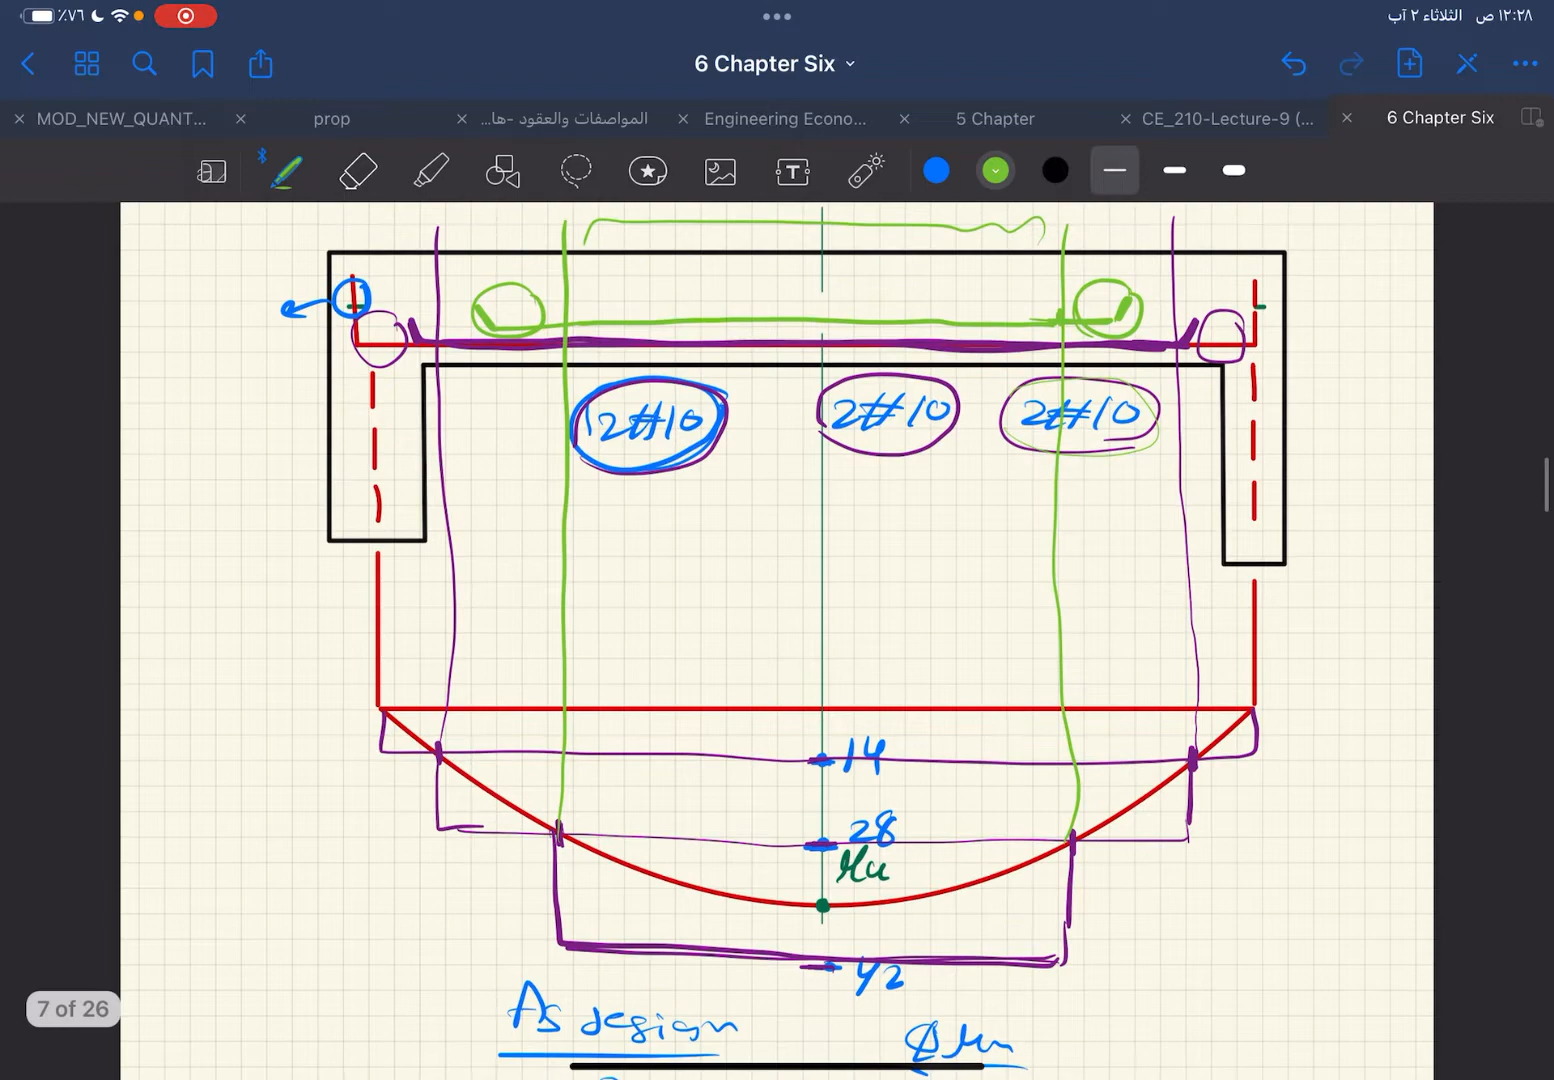 ٪٧٦
١٢:٢٨ ص الثلاثاء ٢ آب
6 Chapter Six
MOD_NEW_QUANT...
prop
المواصفات والعقود -ها...
Engineering Econo...
5 Chapter
CE_210-Lecture-9 (...
6 Chapter Six
T
2#10 2#10 2#10
14
28
Mu
42
7 of 26
As design
ϕMn